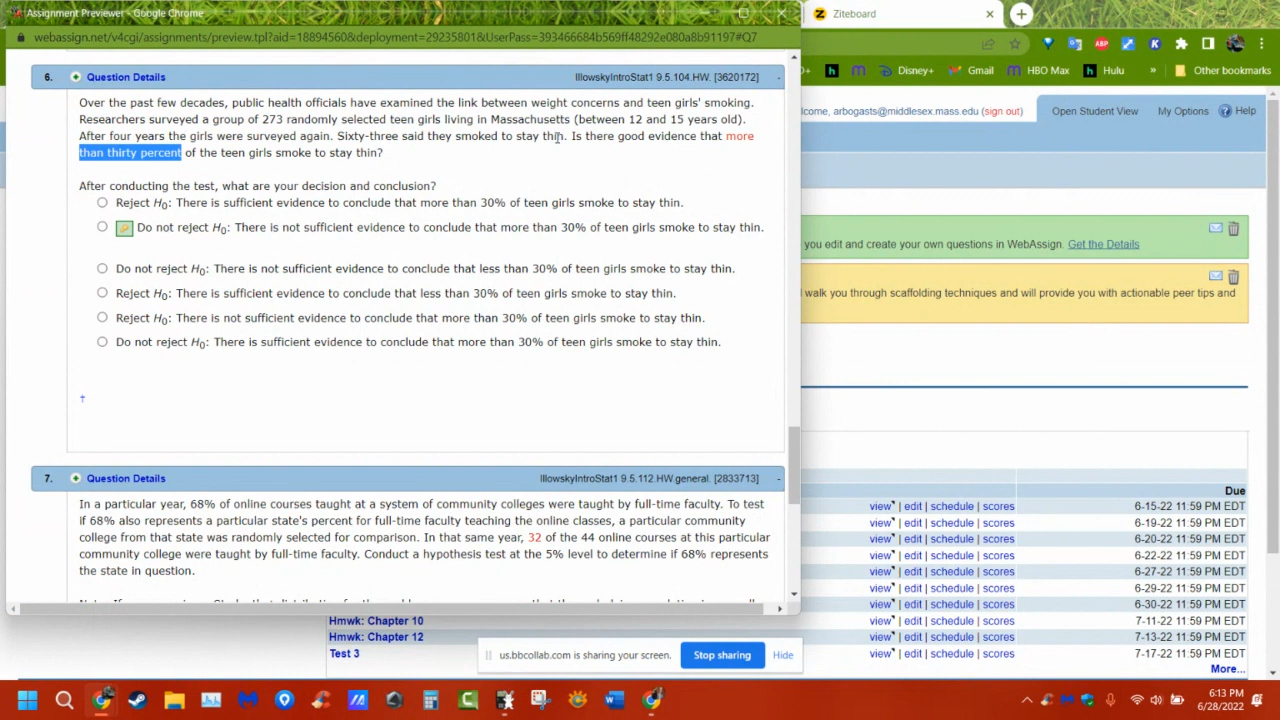 Assignment Previewer - Google Chrome
Ziteboard
webassign.net/v4cgi/assignments/preview.tpl?aid=18894560&deployment=29235801&UserPass=393466684b569ff48292e080a8b91197#Q7
Disney+
Gmail
HBO Max
Hulu
»
Other bookmarks
6. Question Details IllowskyIntroStat1 9.5.104.HW. [3620172] -
Over the past few decades, public health officials have examined the link between weight concerns and teen girls' smoking.
Researchers surveyed a group of 273 randomly selected teen girls living in Massachusetts (between 12 and 15 years old).
After four years the girls were surveyed again. Sixty-three said they smoked to stay thin. Is there good evidence that more
than thirty percent of the teen girls smoke to stay thin?
After conducting the test, what are your decision and conclusion?
Reject H0: There is sufficient evidence to conclude that more than 30% of teen girls smoke to stay thin.
Do not reject H0: There is not sufficient evidence to conclude that more than 30% of teen girls smoke to stay thin.
Do not reject H0: There is not sufficient evidence to conclude that less than 30% of teen girls smoke to stay thin.
Reject H0: There is sufficient evidence to conclude that less than 30% of teen girls smoke to stay thin.
Reject H0: There is not sufficient evidence to conclude that more than 30% of teen girls smoke to stay thin.
Do not reject H0: There is sufficient evidence to conclude that more than 30% of teen girls smoke to stay thin.
†
7. Question Details IllowskyIntroStat1 9.5.112.HW general. [2833713] -
In a particular year, 68% of online courses taught at a system of community colleges were taught by full-time faculty. To test
if 68% also represents a particular state's percent for full-time faculty teaching the online classes, a particular community
college from that state was randomly selected for comparison. In that same year, 32 of the 44 online courses at this particular
community college were taught by full-time faculty. Conduct a hypothesis test at the 5% level to determine if 68% represents
the state in question.
come, arbogasts@middlesex.mass.edu (sign out) Open Student View My Options Help
you edit and create your own questions in WebAssign. Get the Details
walk you through scaffolding techniques and will provide you with actionable peer tips and
Due
view | edit | schedule | scores 6-15-22 11:59 PM EDT
view | edit | schedule | scores 6-19-22 11:59 PM EDT
view | edit | schedule | scores 6-20-22 11:59 PM EDT
view | edit | schedule | scores 6-22-22 11:59 PM EDT
view | edit | schedule | scores 6-27-22 11:59 PM EDT
view | edit | schedule | scores 6-29-22 11:59 PM EDT
view | edit | schedule | scores 6-30-22 11:59 PM EDT
Hmwk: Chapter 10 view | edit | schedule | scores 7-11-22 11:59 PM EDT
Hmwk: Chapter 12 view | edit | schedule | scores 7-13-22 11:59 PM EDT
Test 3 view | edit | schedule | scores 7-17-22 11:59 PM EDT
More...
us.bbcollab.com is sharing your screen. Stop sharing Hide
6:13 PM
6/28/2022